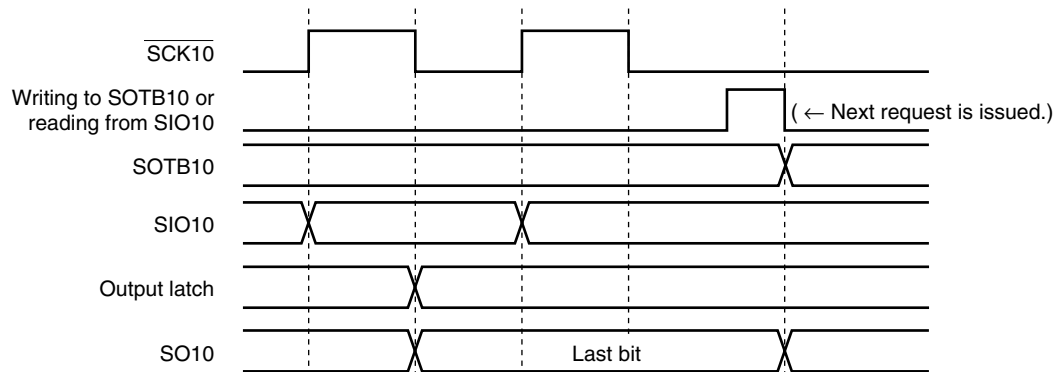 SCK10
Writing to SOTB10 or
reading from SIO10
( ← Next request is issued.)
SOTB10
SIO10
Output latch
SO10
Last bit